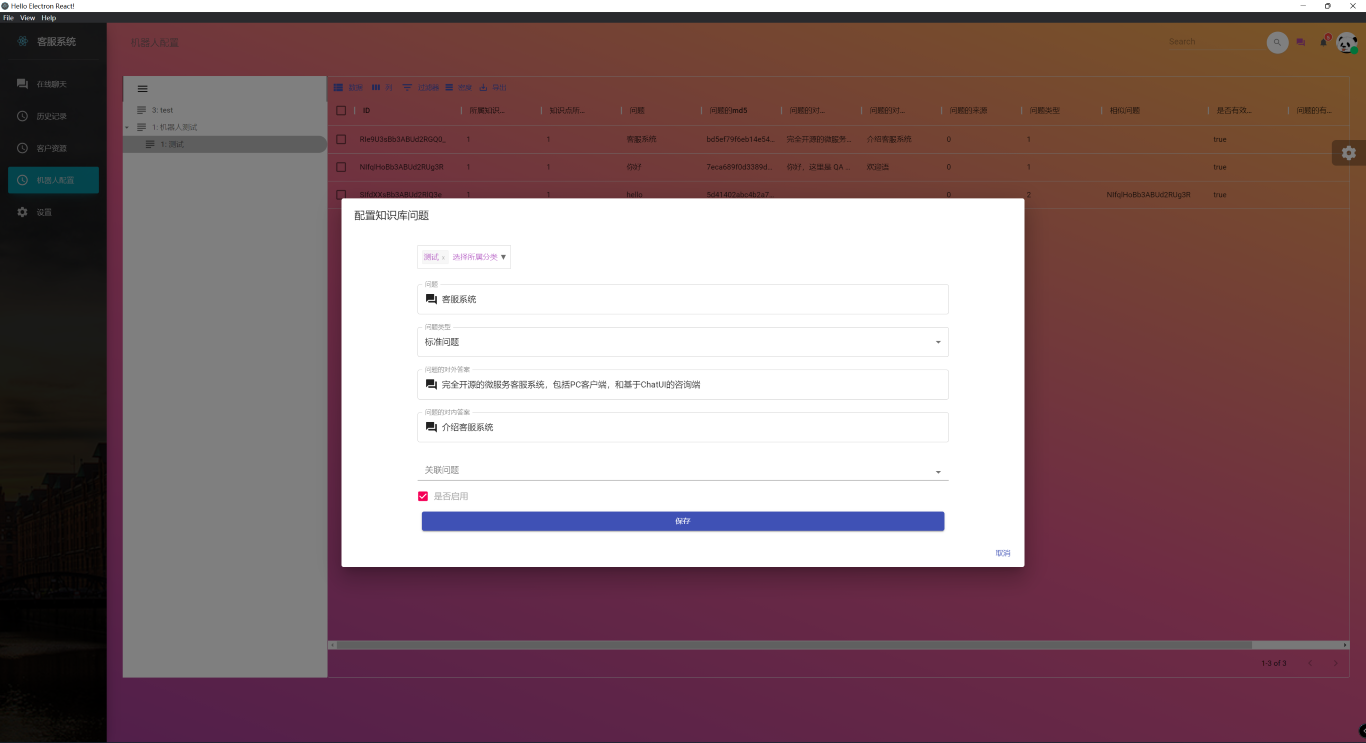 Hello Electron React!
File View Help
客服系统
机器人配置
Search
在线聊天
历史记录
客户资源
机器人配置
设置
3: test
1: 机器人测试
1: 测试
列 过滤器 密度 导出
ID 所属知识... 知识点所... 问题 问题的md5 问题的对... 问题的对... 问题的来源 问题类型 相似问题 是否有效... 问题的有...
1 1 客服系统 bd5ef79f6eb14e54... 完全开源的微服务... 介绍客服系统 0 1 true
NlfqjHoBb3ABUd2RUg3R 1 1 你好 7eca689f0d3389d... 你好，这里是 QA ... 欢迎语 0 1 true
hello 5d41402abc4b2a7... 0 2 NlfqjHoBb3ABUd2RUg3R true
配置知识库问题
测试 x 选择所属分类 ▼
问题
客服系统
问题类型
标准问题
问题的对外答案
完全开源的微服务客服系统，包括PC客户端，和基于ChatUI的咨询端
问题的对内答案
介绍客服系统
关联问题
是否启用
保存
取消
1-3 of 3